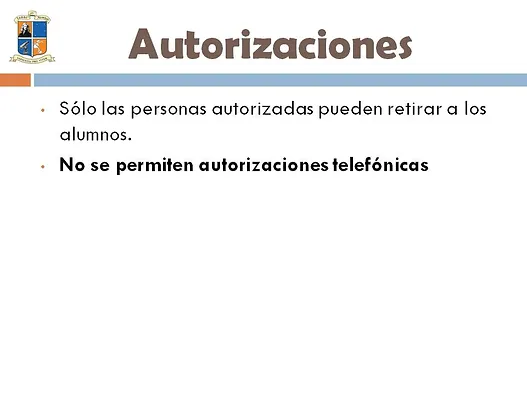 Autorizaciones
• Sólo las personas autorizadas pueden retirar a los
alumnos.
• No se permiten autorizaciones telefónicas